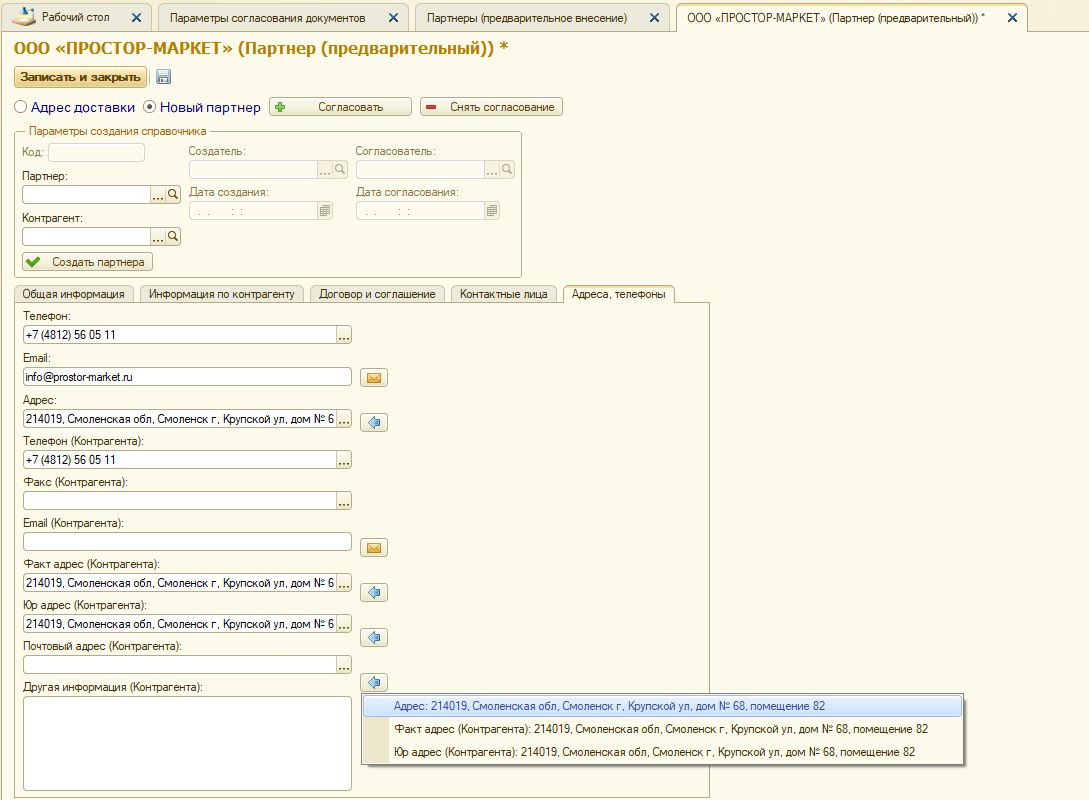 Рабочий стол
Параметры согласования документов
Партнеры (предварительное внесение)
ООО «ПРОСТОР-МАРКЕТ» (Партнер (предварительный)) *
ООО «ПРОСТОР-МАРКЕТ» (Партнер (предварительный)) *
Записать и закрыть
Адрес доставки Новый партнер Согласовать Снять согласование
Параметры создания справочника
Код: Создатель: Согласователь:
Партнер: Дата создания: Дата согласования:
Контрагент:
Создать партнера
Общая информация Информация по контрагенту Договор и соглашение Контактные лица Адреса, телефоны
Телефон:
+7 (4812) 56 05 11
Email:
info@prostor-market.ru
Адрес:
214019, Смоленская обл, Смоленск г, Крупской ул, дом № 6
Телефон (Контрагента):
+7 (4812) 56 05 11
Факс (Контрагента):
Email (Контрагента):
Факт адрес (Контрагента):
214019, Смоленская обл, Смоленск г, Крупской ул, дом № 6
Юр адрес (Контрагента):
214019, Смоленская обл, Смоленск г, Крупской ул, дом № 6
Почтовый адрес (Контрагента):
Другая информация (Контрагента):
Адрес: 214019, Смоленская обл, Смоленск г, Крупской ул, дом № 68, помещение 82
Факт адрес (Контрагента): 214019, Смоленская обл, Смоленск г, Крупской ул, дом № 68, помещение 82
Юр адрес (Контрагента): 214019, Смоленская обл, Смоленск г, Крупской ул, дом № 68, помещение 82